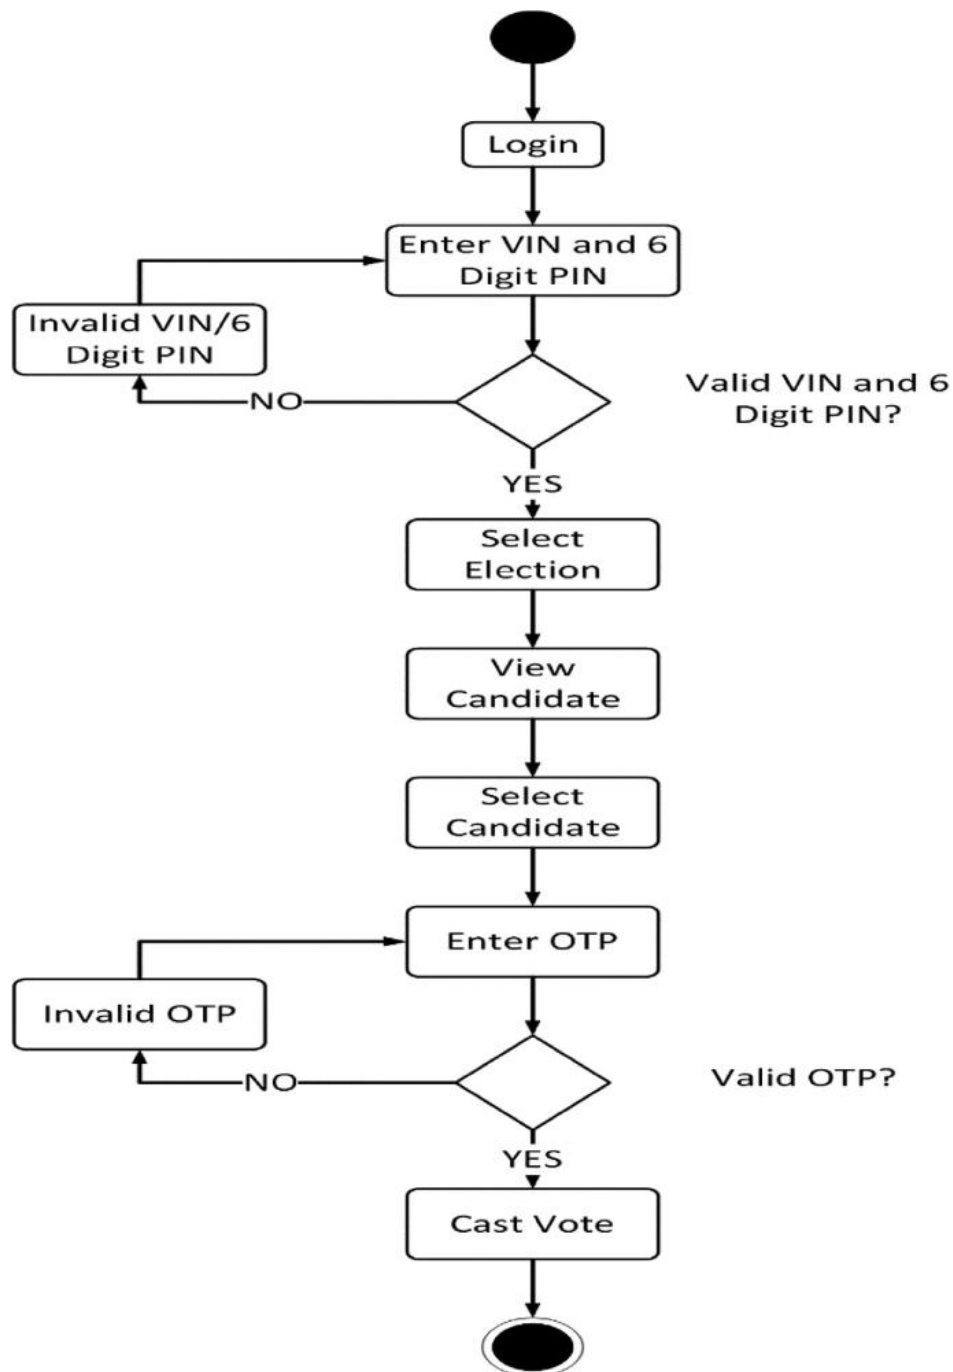 Login
Enter VIN and 6
Digit PIN
Invalid VIN/6
Digit PIN
NO
Valid VIN and 6
Digit PIN?
YES
Select
Election
View
Candidate
Select
Candidate
Enter OTP
Invalid OTP
NO
Valid OTP?
YES
Cast Vote